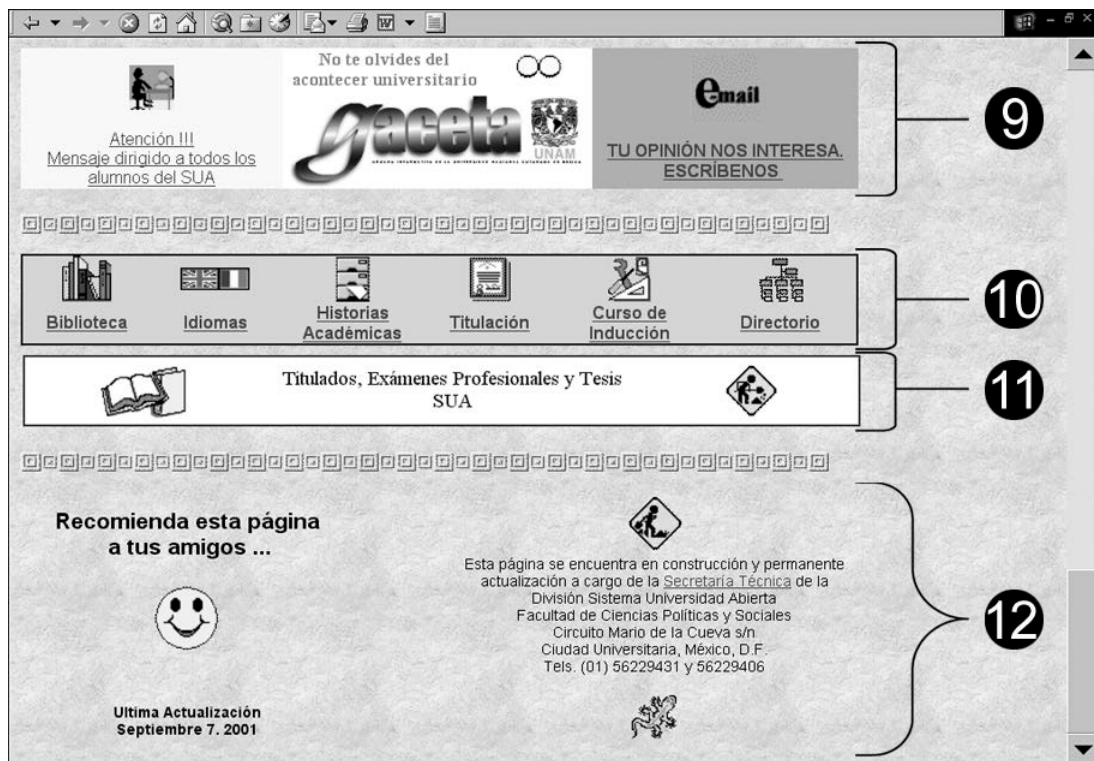 No te olvides del
acontecer universitario
gaceta
UNAM
Atención !!!
Mensaje dirigido a todos los
alumnos del SUA
e-mail
TU OPINIÓN NOS INTERESA.
ESCRÍBENOS
9
Biblioteca
Idiomas
Historias
Académicas
Titulación
Curso de
Inducción
Directorio
10
Titulados, Exámenes Profesionales y Tesis
SUA
11
Recomienda esta página
a tus amigos ...
Ultima Actualización
Septiembre 7. 2001
Esta página se encuentra en construcción y permanente
actualización a cargo de la Secretaría Técnica de la
División Sistema Universidad Abierta
Facultad de Ciencias Políticas y Sociales
Circuito Mario de la Cueva s/n
Ciudad Universitaria, México, D.F.
Tels. (01) 56229431 y 56229406
12